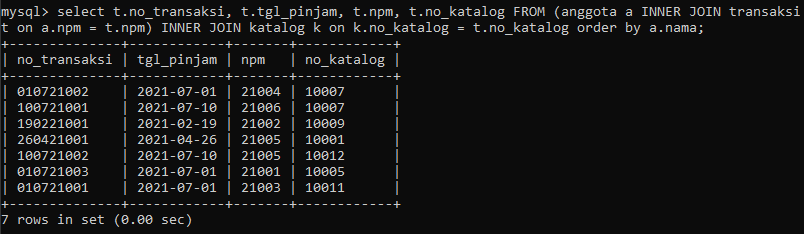 mysql> select t.no_transaksi, t.tgl_pinjam, t.npm, t.no_katalog FROM (anggota a INNER JOIN transaksi
t on a.npm = t.npm) INNER JOIN katalog k on k.no_katalog = t.no_katalog order by a.nama;
+--------------+------------+-------+------------+
| no_transaksi | tgl_pinjam | npm   | no_katalog |
+--------------+------------+-------+------------+
| 010721002    | 2021-07-01 | 21004 | 10007      |
| 100721001    | 2021-07-10 | 21006 | 10007      |
| 190221001    | 2021-02-19 | 21002 | 10009      |
| 260421001    | 2021-04-26 | 21005 | 10001      |
| 100721002    | 2021-07-10 | 21005 | 10012      |
| 010721003    | 2021-07-01 | 21001 | 10005      |
| 010721001    | 2021-07-01 | 21003 | 10011      |
+--------------+------------+-------+------------+
7 rows in set (0.00 sec)